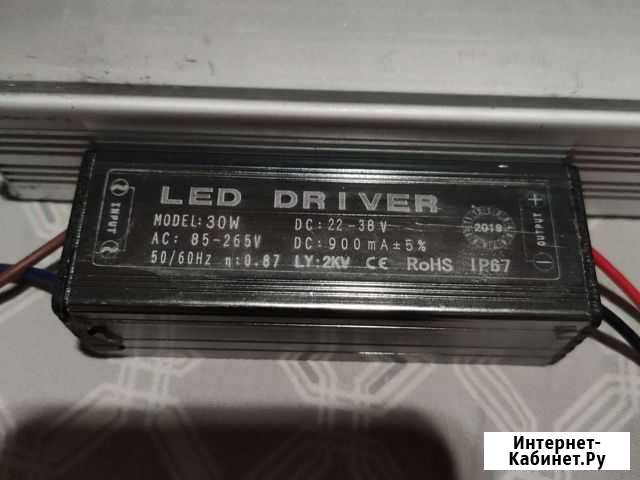 LED DRIVER
INPUT
MODEL: 30W
AC: 85-265V
50/60Hz η: 0.87
DC: 22-38V
DC: 900mA±5%
LY: 2KV CE RoHS IP67
2019
OUTPUT
+
-
Интернет-
Кабинет.Ру